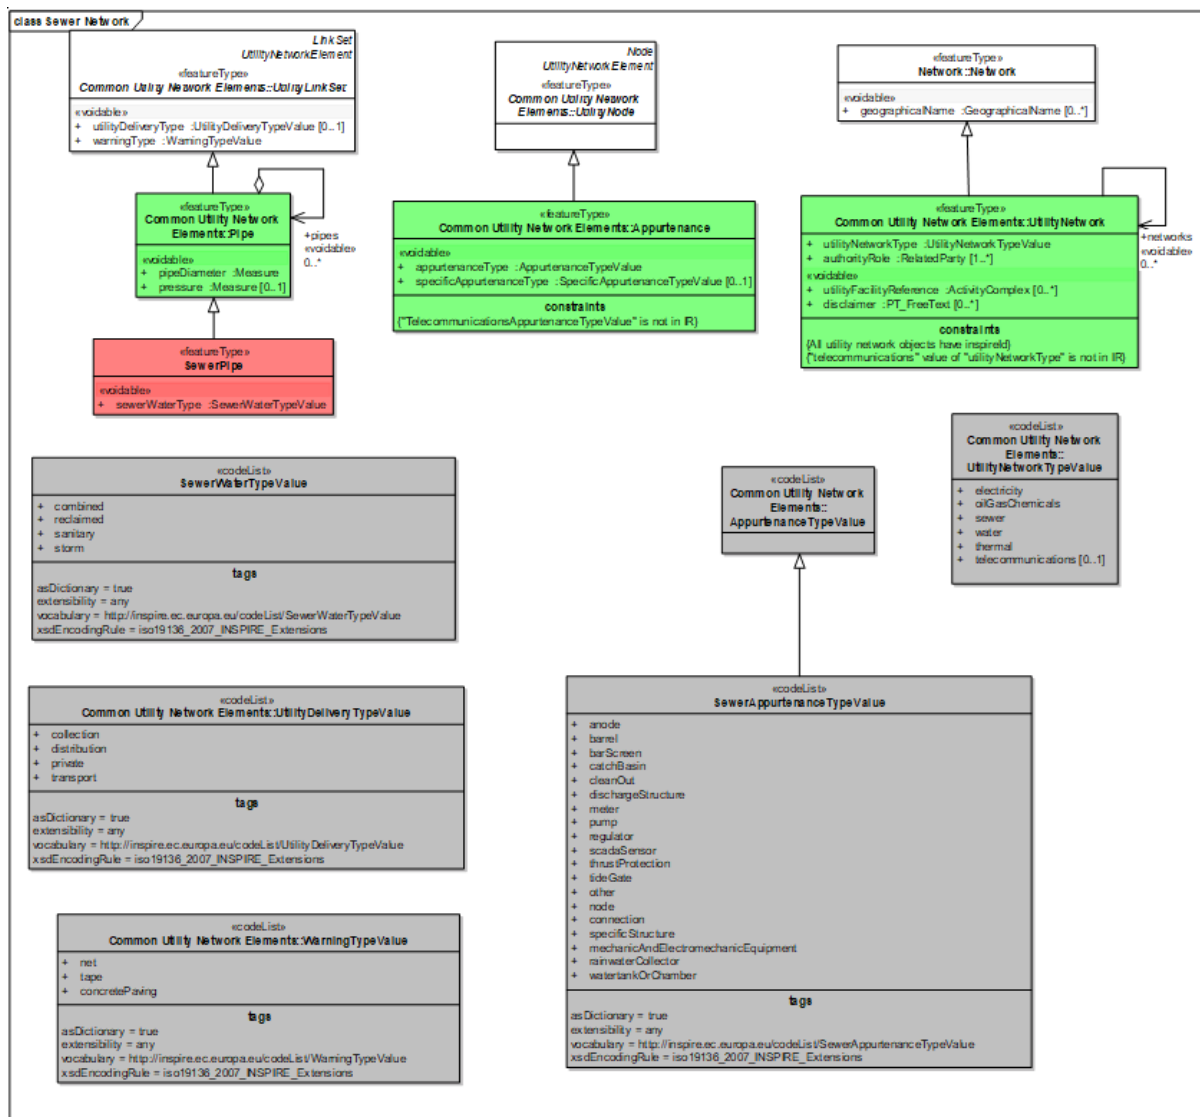 class Sewer Network
LinkSet
UtilityNetworkElement
«featureType»
Common Utility Network Elements::UtilityLinkSet
«voidable»
+ utilityDeliveryType :UtilityDeliveryTypeValue [0..1]
+ warningType :WarningTypeValue
Node
UtilityNetworkElement
«featureType»
Common Utility Network
Elements::UtilityNode
«featureType»
Network::Network
«voidable»
+ geographicalName :GeographicalName [0..*]
«featureType»
Common Utility Network
Elements::Pipe
«voidable»
+ pipeDiameter :Measure
+ pressure :Measure [0..1]
+pipes
«voidable»
0..*
«featureType»
Common Utility Network Elements::Appurtenance
«voidable»
+ appurtenanceType :AppurtenanceTypeValue
+ specificAppurtenanceType :SpecificAppurtenanceTypeValue [0..1]
constraints
{"TelecommunicationsAppurtenanceTypeValue" is not in IR}
«featureType»
Common Utility Network Elements::UtilityNetwork
+ utilityNetworkType :UtilityNetworkTypeValue
+ authorityRole :RelatedParty [1..*]
«voidable»
+ utilityFacilityReference :ActivityComplex [0..*]
+ disclaimer :PT_FreeText [0..*]
constraints
{All utility network objects have inspireId}
{"telecommunications" value of "utilityNetworkType" is not in IR}
+networks
«voidable»
0..*
«featureType»
SewerPipe
«voidable»
+ sewerWaterType :SewerWaterTypeValue
«codeList»
SewerWaterTypeValue
+ combined
+ reclaimed
+ sanitary
+ storm
tags
asDictionary = true
extensibility = any
vocabulary = http://inspire.ec.europa.eu/codeList/SewerWaterTypeValue
xsdEncodingRule = iso19136_2007_INSPIRE_Extensions
«codeList»
Common Utility Network
Elements::
AppurtenanceTypeValue
«codeList»
Common Utility Network
Elements::
UtilityNetworkTypeValue
+ electricity
+ oilGasChemicals
+ sewer
+ water
+ thermal
+ telecommunications [0..1]
«codeList»
Common Utility Network Elements::UtilityDeliveryTypeValue
+ collection
+ distribution
+ private
+ transport
tags
asDictionary = true
extensibility = any
vocabulary = http://inspire.ec.europa.eu/codeList/UtilityDeliveryTypeValue
xsdEncodingRule = iso19136_2007_INSPIRE_Extensions
«codeList»
SewerAppurtenanceTypeValue
+ anode
+ barrel
+ barScreen
+ catchBasin
+ cleanOut
+ dischargeStructure
+ meter
+ pump
+ regulator
+ scadaSensor
+ thrustProtection
+ tideGate
+ other
+ node
+ connection
+ specificStructure
+ mechanicAndElectromechanicEquipment
+ rainwaterCollector
+ watertankOrChamber
tags
asDictionary = true
extensibility = any
vocabulary = http://inspire.ec.europa.eu/codeList/SewerAppurtenanceTypeValue
xsdEncodingRule = iso19136_2007_INSPIRE_Extensions
«codeList»
Common Utility Network Elements::WarningTypeValue
+ net
+ tape
+ concretePaving
tags
asDictionary = true
extensibility = any
vocabulary = http://inspire.ec.europa.eu/codeList/WarningTypeValue
xsdEncodingRule = iso19136_2007_INSPIRE_Extensions